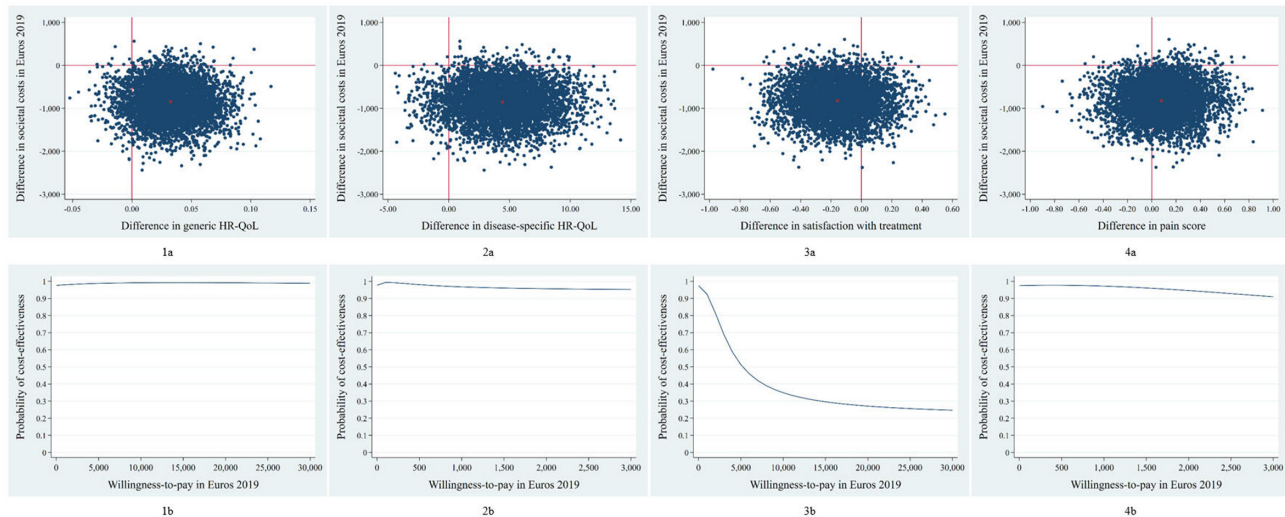 Difference in societal costs in Euros 2019
1,000
0
-1,000
-2,000
-3,000
-0.05 0.00 0.05 0.10 0.15
Difference in generic HR-QoL
1a
Difference in societal costs in Euros 2019
1,000
0
-1,000
-2,000
-3,000
-5.00 0.00 5.00 10.00 15.00
Difference in disease-specific HR-QoL
2a
Difference in societal costs in Euros 2019
1,000
0
-1,000
-2,000
-3,000
-1.00 -0.80 -0.60 -0.40 -0.20 0.00 0.20 0.40 0.60
Difference in satisfaction with treatment
3a
Difference in societal costs in Euros 2019
1,000
0
-1,000
-2,000
-3,000
-1.00 -0.80 -0.60 -0.40 -0.20 0.00 0.20 0.40 0.60 0.80 1.00
Difference in pain score
4a
Probability of cost-effectiveness
1
0.9
0.8
0.7
0.6
0.5
0.4
0.3
0.2
0.1
0
0 5,000 10,000 15,000 20,000 25,000 30,000
Willingness-to-pay in Euros 2019
1b
Probability of cost-effectiveness
1
0.9
0.8
0.7
0.6
0.5
0.4
0.3
0.2
0.1
0
0 500 1,000 1,500 2,000 2,500 3,000
Willingness-to-pay in Euros 2019
2b
Probability of cost-effectiveness
1
0.9
0.8
0.7
0.6
0.5
0.4
0.3
0.2
0.1
0
0 5,000 10,000 15,000 20,000 25,000 30,000
Willingness-to-pay in Euros 2019
3b
Probability of cost-effectiveness
1
0.9
0.8
0.7
0.6
0.5
0.4
0.3
0.2
0.1
0
0 500 1,000 1,500 2,000 2,500 3,000
Willingness-to-pay in Euros 2019
4b